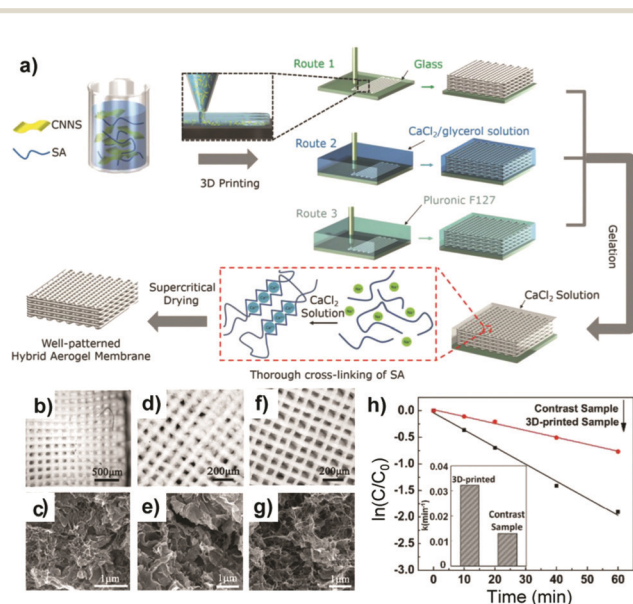 a)
CNNS
SA
3D Printing
Route 1
Glass
Route 2
CaCl₂/glycerol solution
Route 3
Pluronic F127
Gelation
Well-patterned
Hybrid Aerogel Membrane
Supercritical
Drying
CaCl₂
Solution
Thorough cross-linking of SA
CaCl₂ Solution
b)
500μm
d)
200μm
f)
200μm
c)
1μm
e)
1μm
g)
1μm
h)
ln(C/C₀)
0.0
-0.5
-1.0
-1.5
-2.0
-2.5
-3.0
Contrast Sample
3D-printed Sample
k(min⁻¹)
0.04
0.03
0.02
0.01
0
3D-printed
Contrast
Sample
0
10
20
30
40
50
60
Time (min)